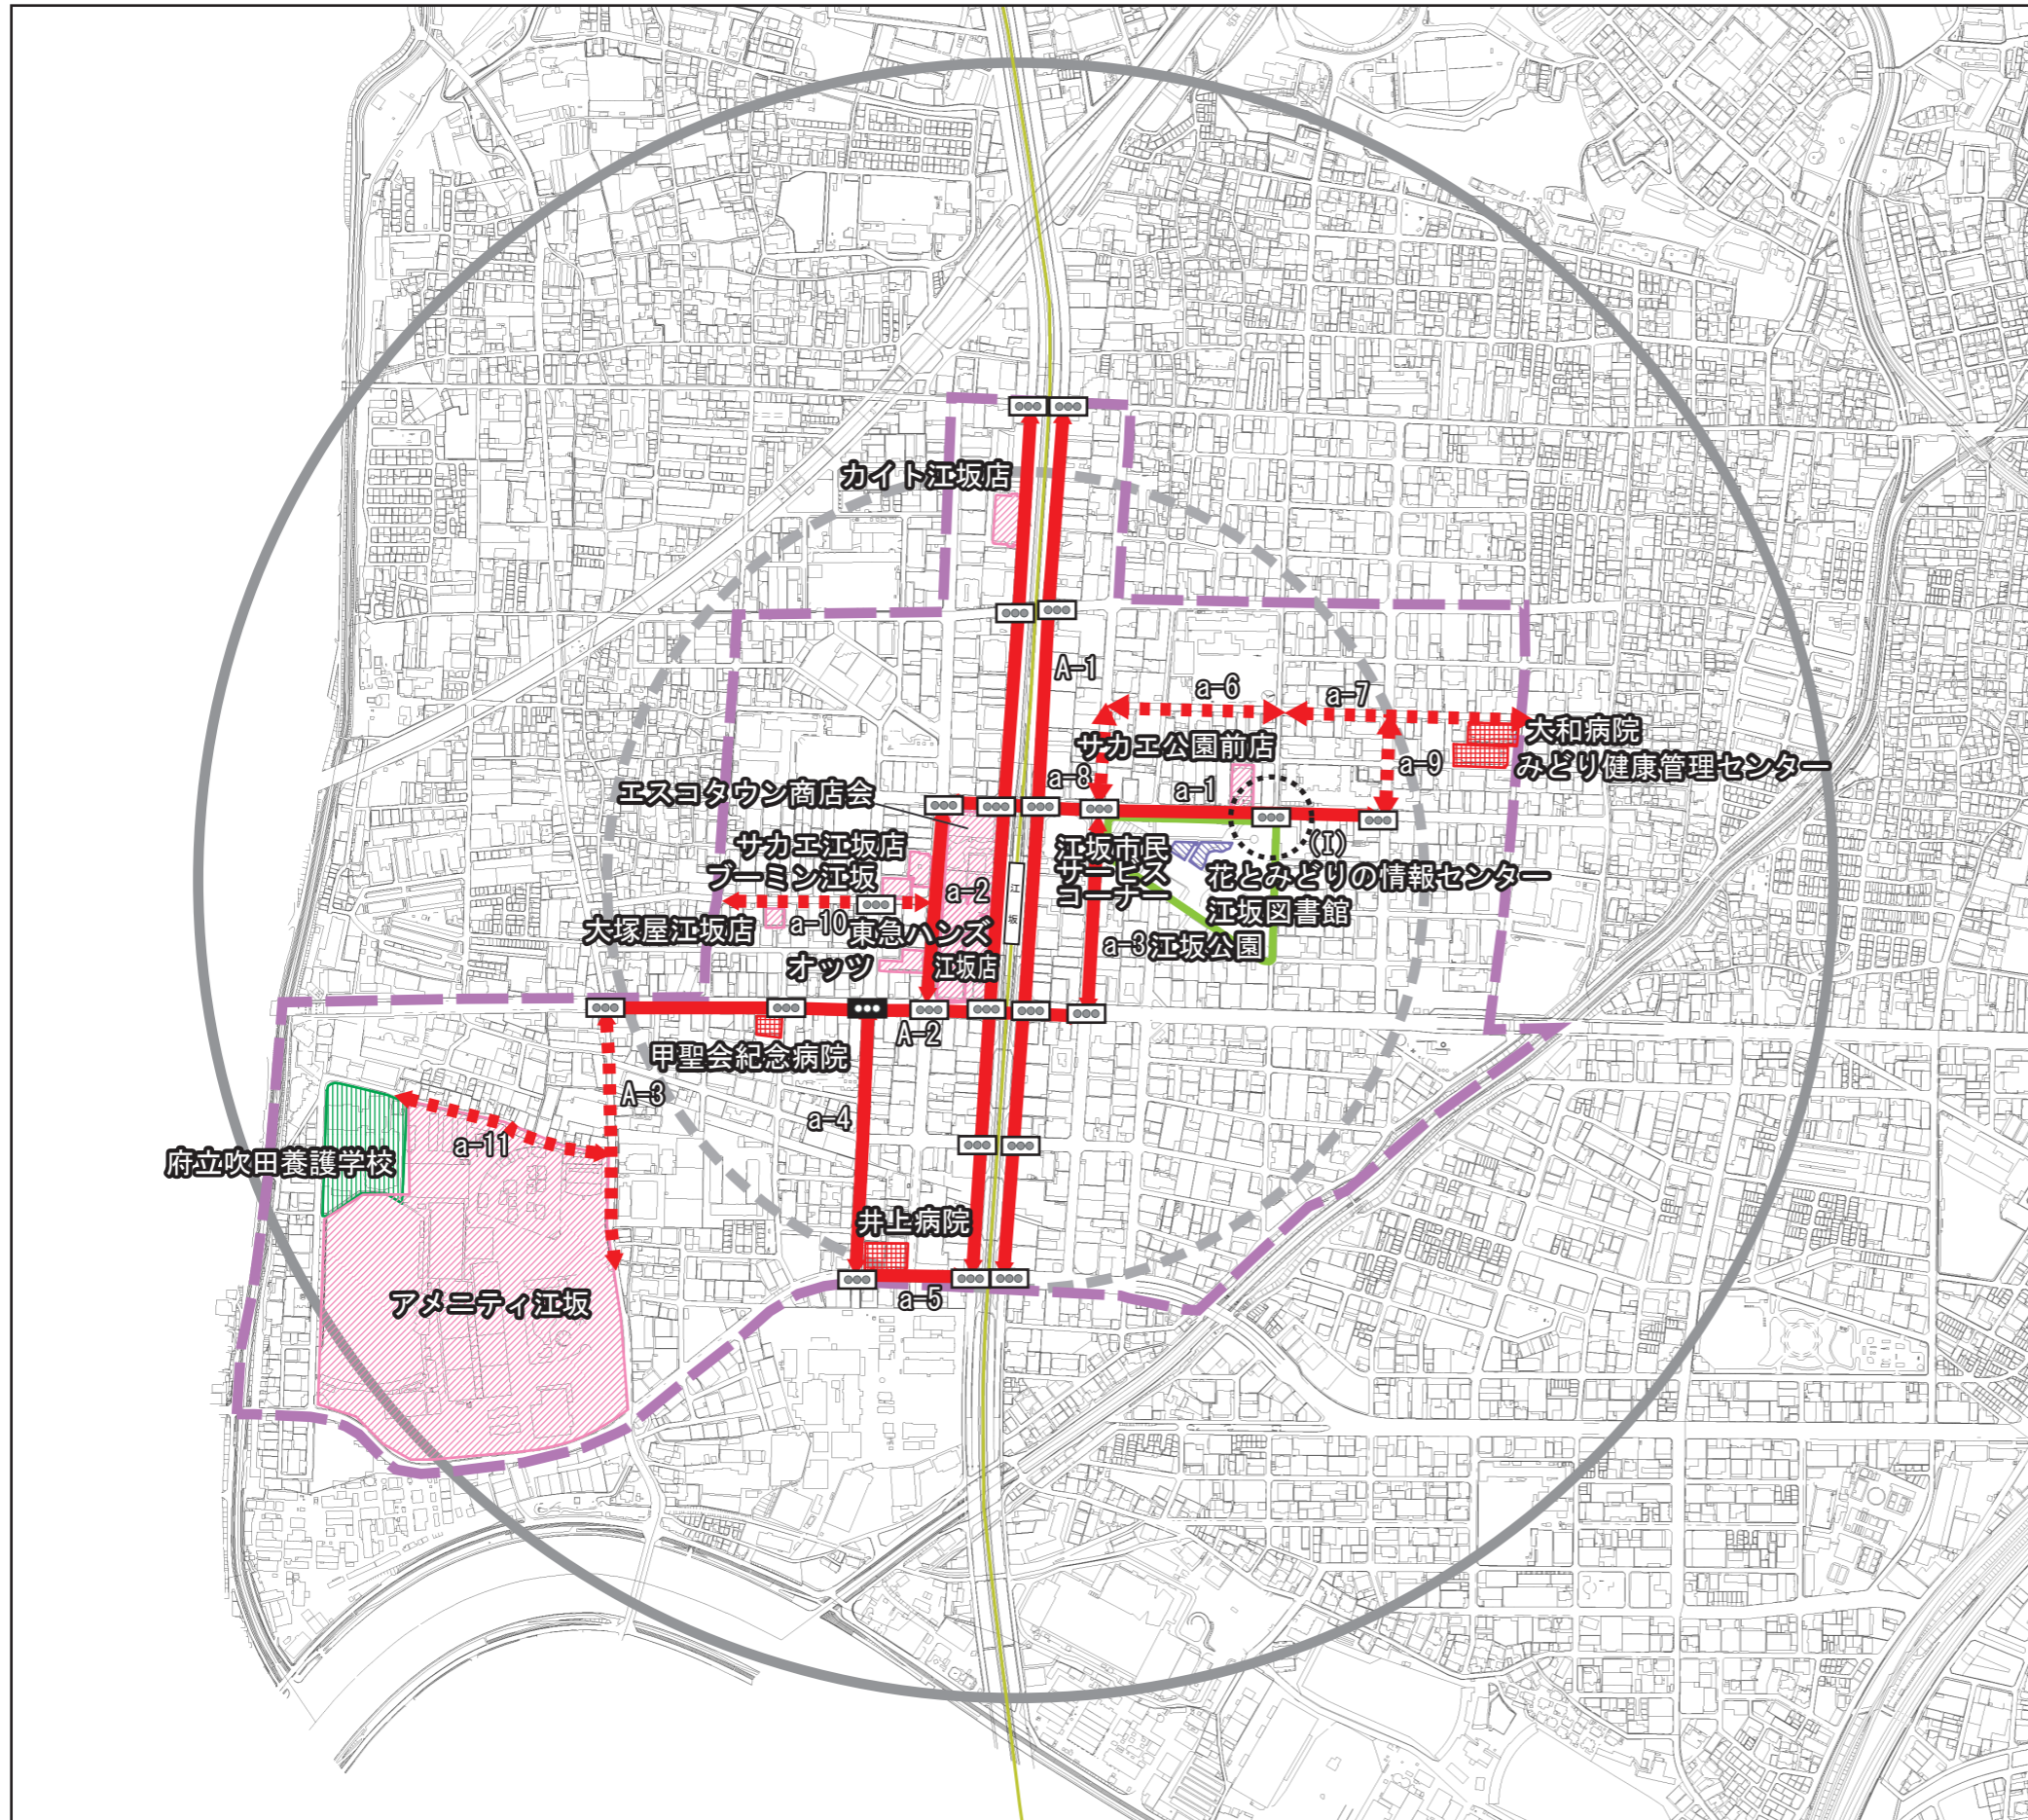 カイト江坂店
A-1
a-6
a-7
大和病院
みどり健康管理センター
サカエ公園前店
a-8
a-1
a-9
エスコタウン商店会
サカエ江坂店
ブーミン江坂
a-2
江坂
江坂市民
サービス
コーナー
(I)
花とみどりの情報センター
江坂図書館
大塚屋江坂店
a-10
東急ハンズ
江坂店
オッツ
a-3
江坂公園
A-2
甲聖会紀念病院
A-3
a-4
a-11
府立吹田養護学校
井上病院
a-5
アメニティ江坂